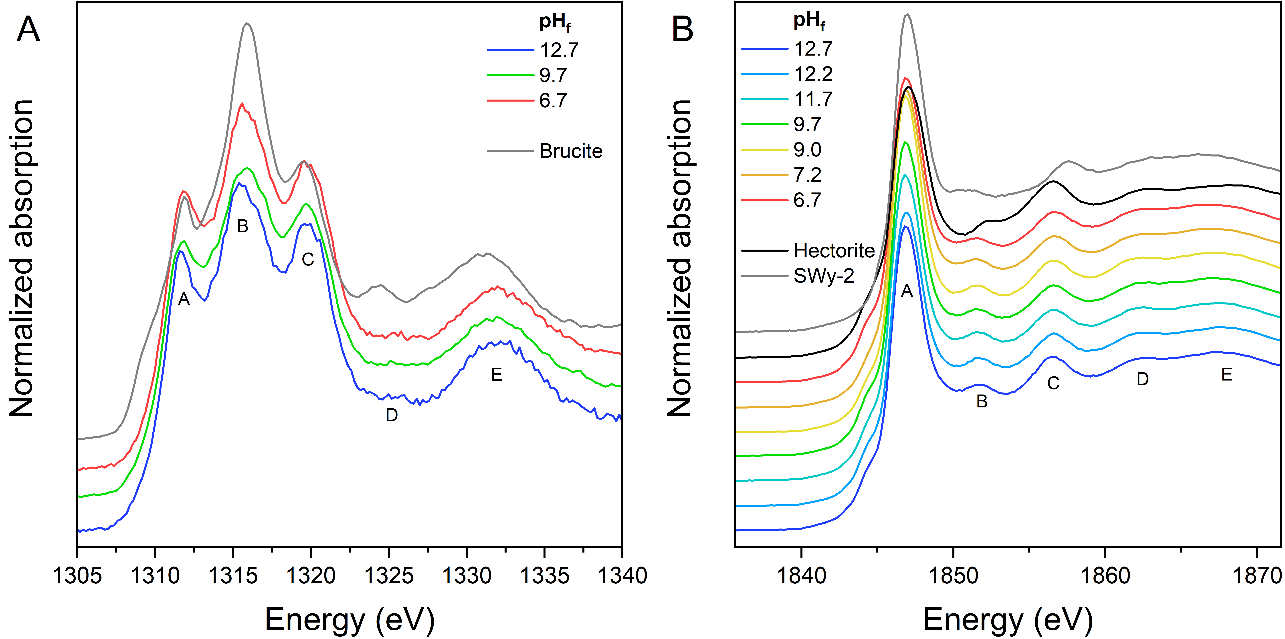 A
pHf
12.7
9.7
6.7
Brucite
A
B
C
D
E
1305 1310 1315 1320 1325 1330 1335 1340
Energy (eV)
Normalized absorption
B
pHf
12.7
12.2
11.7
9.7
9.0
7.2
6.7
Hectorite
SWy-2
A
B
C
D
E
1840 1850 1860 1870
Energy (eV)
Normalized absorption